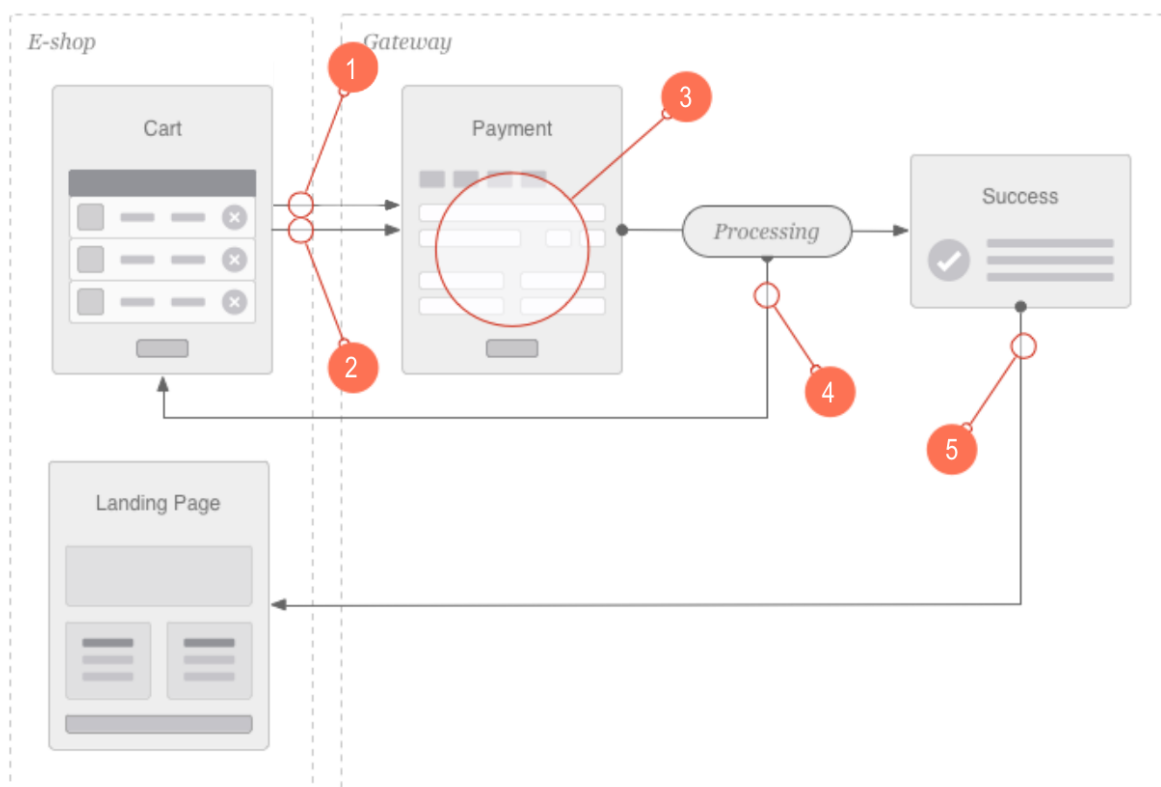 E-shop
Gateway
1
3
Cart
Payment
Success
Processing
2
4
5
Landing Page